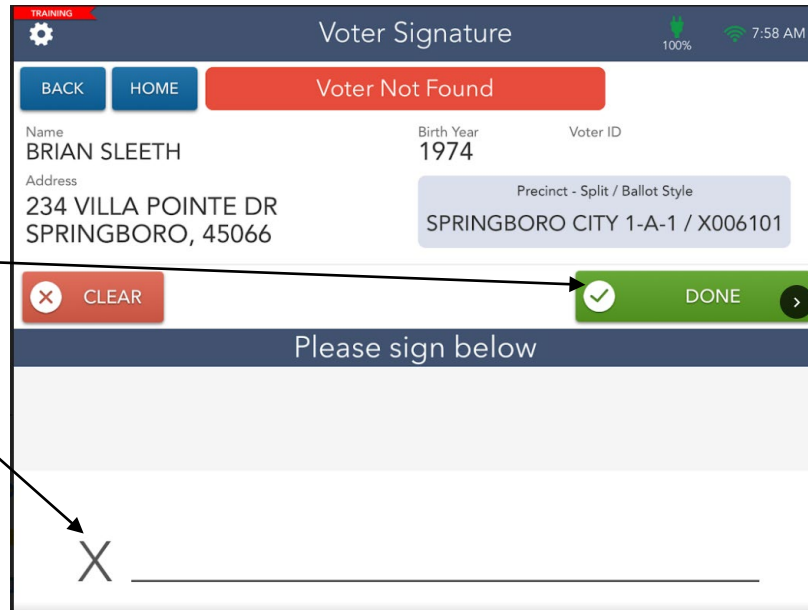 TRAINING
Voter Signature
100%
7:58 AM
BACK
HOME
Voter Not Found
Name
BRIAN SLEETH
Birth Year
1974
Voter ID
Address
234 VILLA POINTE DR
SPRINGBORO, 45066
Precinct - Split / Ballot Style
SPRINGBORO CITY 1-A-1 / X006101
CLEAR
DONE
Please sign below
X